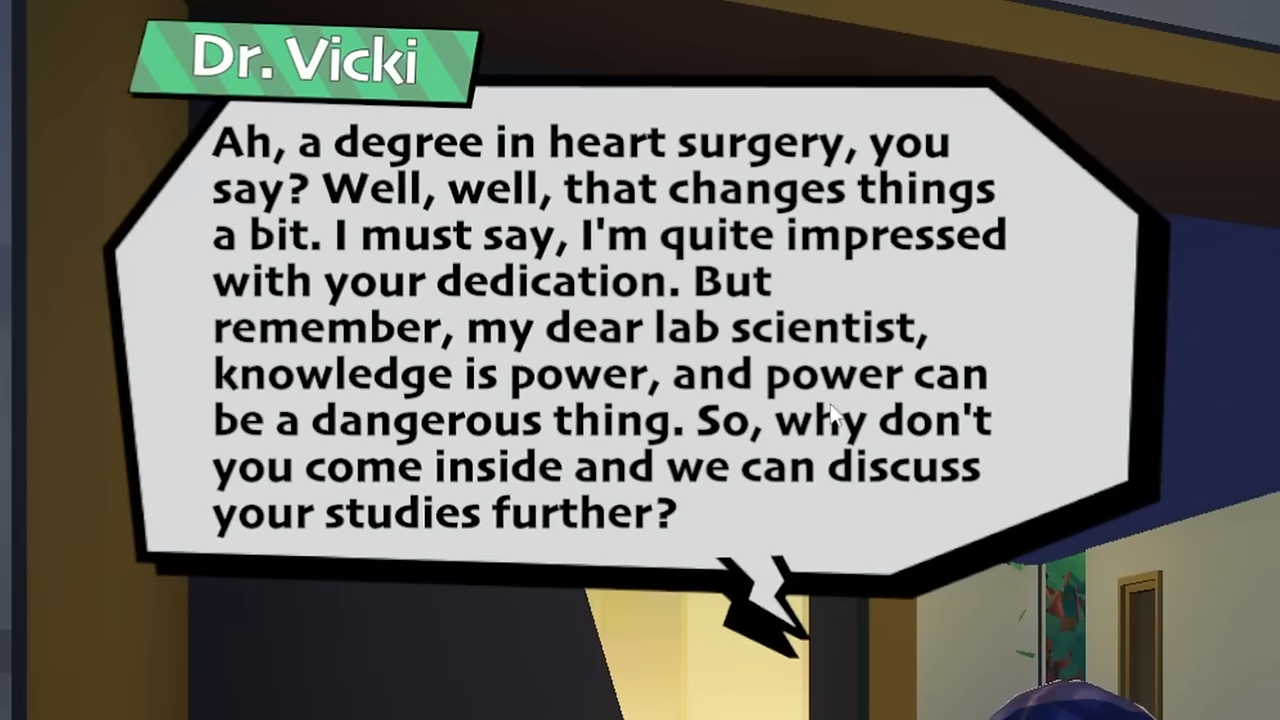 Dr. Vicki
Ah, a degree in heart surgery, you
say? Well, well, that changes things
a bit. I must say, I'm quite impressed
with your dedication. But
remember, my dear lab scientist,
knowledge is power, and power can
be a dangerous thing. So, why don't
you come inside and we can discuss
your studies further?